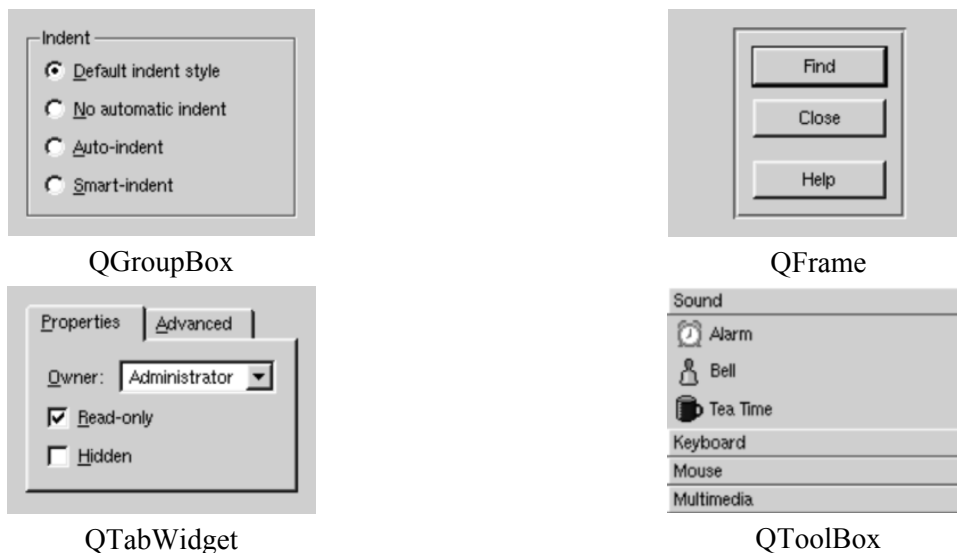 Indent
Default indent style
No automatic indent
Auto-indent
Smart-indent
QGroupBox
Find
Close
Help
QFrame
Properties Advanced
Owner: Administrator
Read-only
Hidden
QTabWidget
Sound
Alarm
Bell
Tea Time
Keyboard
Mouse
Multimedia
QToolBox